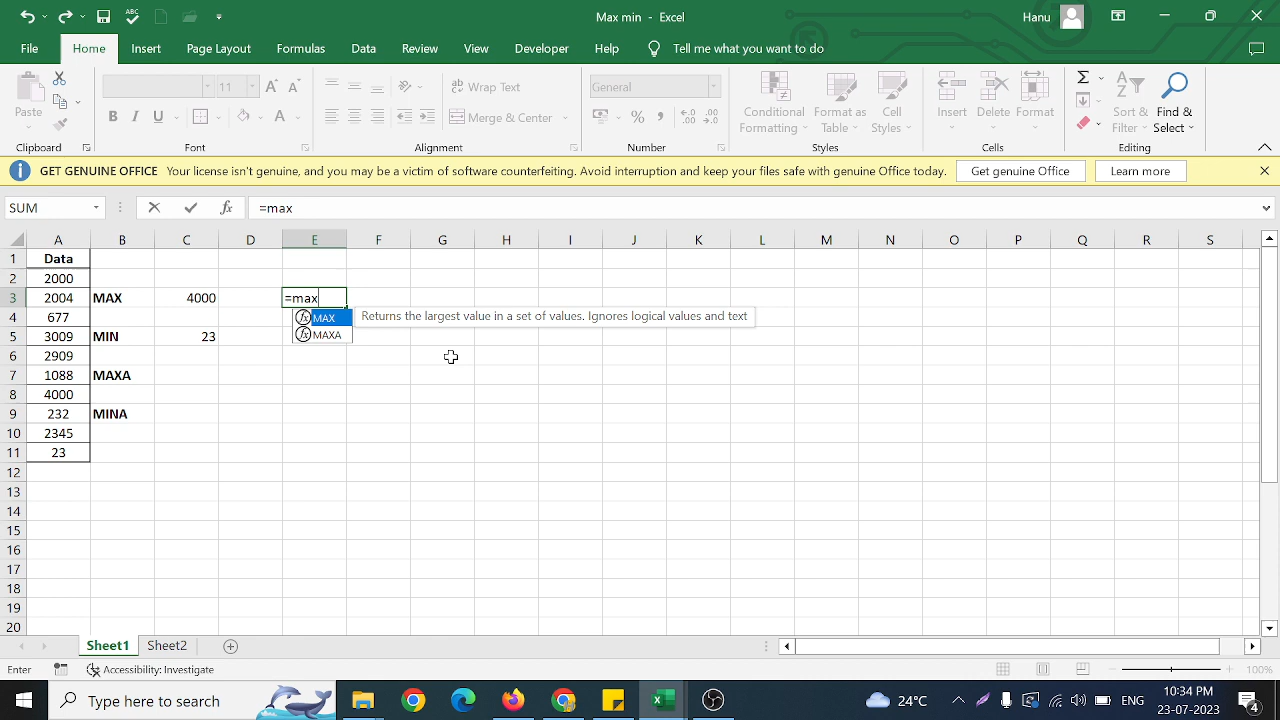 Max min - Excel
Hanu
File Home Insert Page Layout Formulas Data Review View Developer Help Tell me what you want to do
Paste
Clipboard
11
B I U A
Font
Wrap Text
Merge & Center
Alignment
General
% ,
Number
Conditional Formatting
Format as Table
Cell Styles
Styles
Insert
Delete
Format
Cells
Sort & Filter
Find & Select
Editing
GET GENUINE OFFICE Your license isn't genuine, and you may be a victim of software counterfeiting. Avoid interruption and keep your files safe with genuine Office today. Get genuine Office Learn more
SUM fx =max
A B C D E F G H I J K L M N O P Q R S
1 Data
2 2000
3 2004 MAX 4000 =max
4 677 MAX Returns the largest value in a set of values. Ignores logical values and text
5 3009 MIN 23 MAXA
6 2909
7 1088 MAXA
8 4000
9 232 MINA
10 2345
11 23
12
13
14
15
16
17
18
19
20
Sheet1 Sheet2
Enter Accessibility: Investigate 100%
Type here to search 24°C ENG 10:34 PM
23-07-2023
4